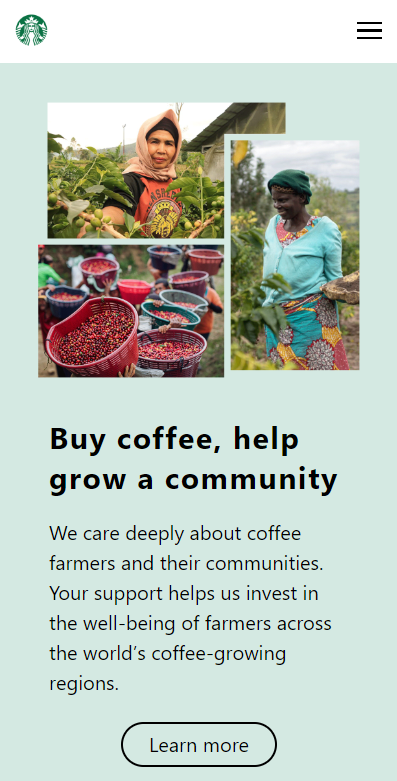 Buy coffee, help
grow a community
We care deeply about coffee
farmers and their communities.
Your support helps us invest in
the well-being of farmers across
the world’s coffee-growing
regions.
Learn more